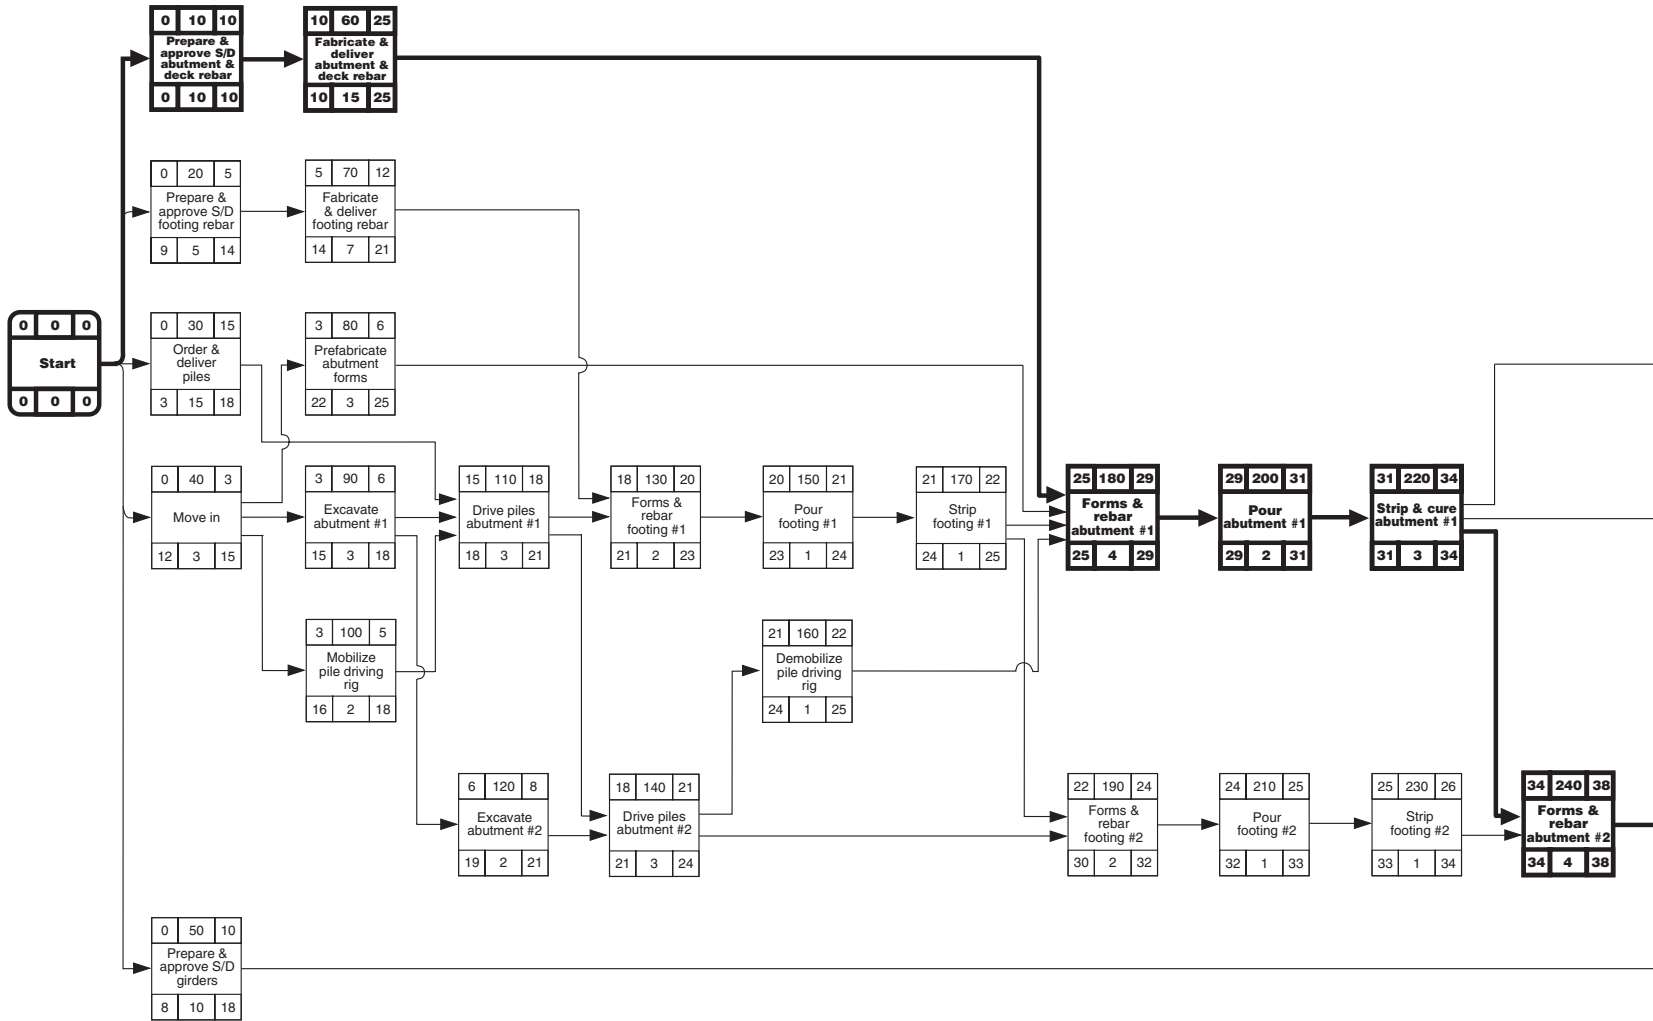 0 10 10
Prepare &
approve S/D
abutment &
deck rebar
0 10 10
10 60 25
Fabricate &
deliver
abutment &
deck rebar
10 15 25
0 20 5
Prepare &
approve S/D
footing rebar
9 5 14
5 70 12
Fabricate
& deliver
footing rebar
14 7 21
0 0 0
Start
0 0 0
0 30 15
Order &
deliver
piles
3 15 18
3 80 6
Prefabricate
abutment
forms
22 3 25
0 40 3
Move in
12 3 15
3 90 6
Excavate
abutment #1
15 3 18
15 110 18
Drive piles
abutment #1
18 3 21
18 130 20
Forms &
rebar
footing #1
21 2 23
20 150 21
Pour
footing #1
23 1 24
21 170 22
Strip
footing #1
24 1 25
25 180 29
Forms &
rebar
abutment #1
25 4 29
29 200 31
Pour
abutment #1
29 2 31
31 220 34
Strip & cure
abutment #1
31 3 34
3 100 5
Mobilize
pile driving
rig
16 2 18
21 160 22
Demobilize
pile driving
rig
24 1 25
6 120 8
Excavate
abutment #2
19 2 21
18 140 21
Drive piles
abutment #2
21 3 24
22 190 24
Forms &
rebar
footing #2
30 2 32
24 210 25
Pour
footing #2
32 1 33
25 230 26
Strip
footing #2
33 1 34
34 240 38
Forms &
rebar
abutment #2
34 4 38
0 50 10
Prepare &
approve S/D
girders
8 10 18